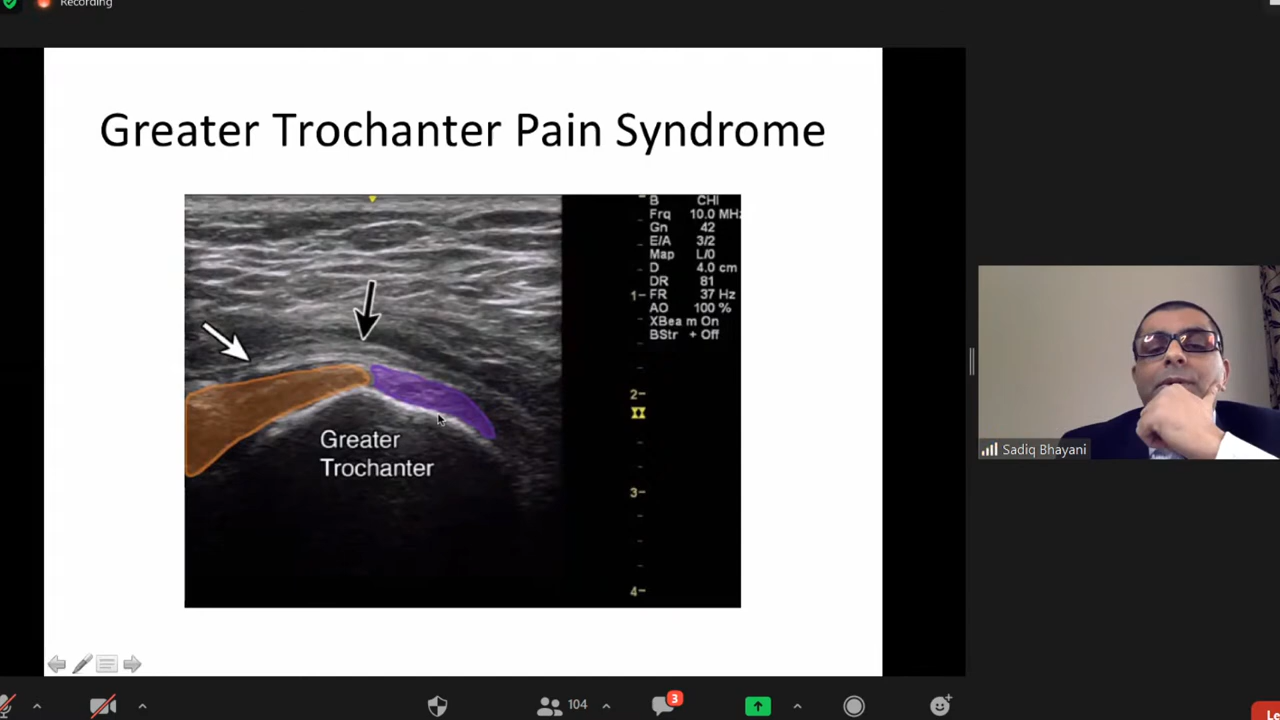 Recording
Greater Trochanter Pain Syndrome
B CHI
Frq 10.0 MHz
Gn 42
E/A 3/2
Map L/0
D 4.0 cm
1 FR 37 Hz
DR 81
AO 100 %
XBeam On
BStr + Off
2
Greater
Trochanter
3
4
Sadiq Bhayani
104
3